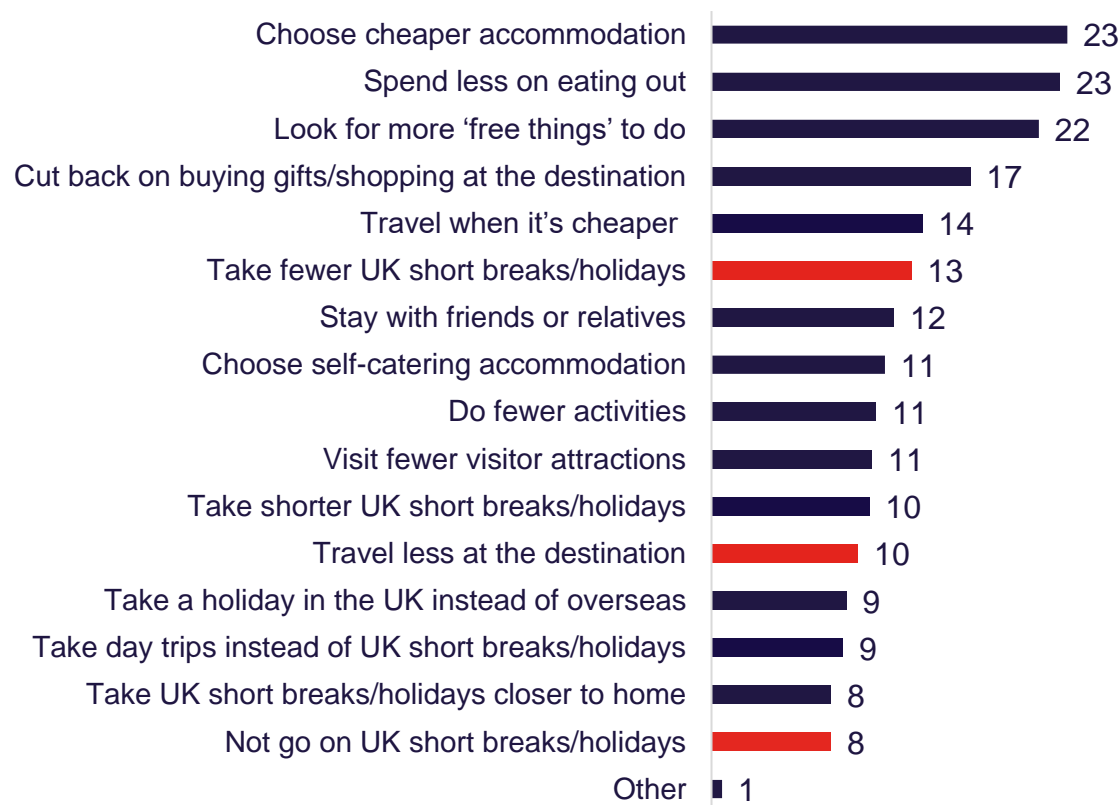 Choose cheaper accommodation 23
Spend less on eating out 23
Look for more ‘free things’ to do 22
Cut back on buying gifts/shopping at the destination 17
Travel when it’s cheaper 14
Take fewer UK short breaks/holidays 13
Stay with friends or relatives 12
Choose self-catering accommodation 11
Do fewer activities 11
Visit fewer visitor attractions 11
Take shorter UK short breaks/holidays 10
Travel less at the destination 10
Take a holiday in the UK instead of overseas 9
Take day trips instead of UK short breaks/holidays 9
Take UK short breaks/holidays closer to home 8
Not go on UK short breaks/holidays 8
Other 1